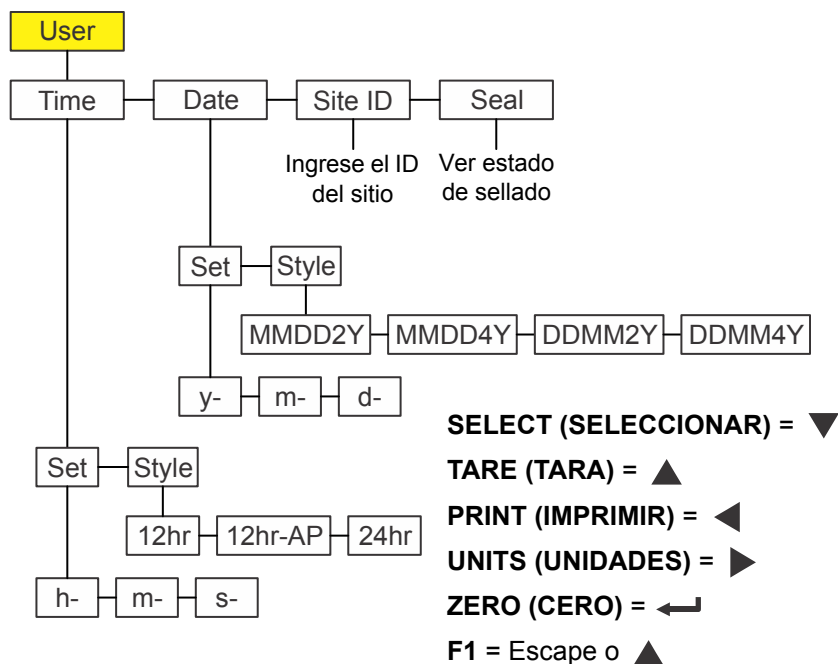 User
Time Date Site ID Seal
Ingrese el ID
del sitio
Ver estado
de sellado
Set Style
MMDD2Y MMDD4Y DDMM2Y DDMM4Y
y- m- d-
Set Style
12hr 12hr-AP 24hr
h- m- s-
SELECT (SELECCIONAR) = ▼
TARE (TARA) = ▲
PRINT (IMPRIMIR) = ◀
UNITS (UNIDADES) = ▶
ZERO (CERO) = ↵
F1 = Escape o ▲